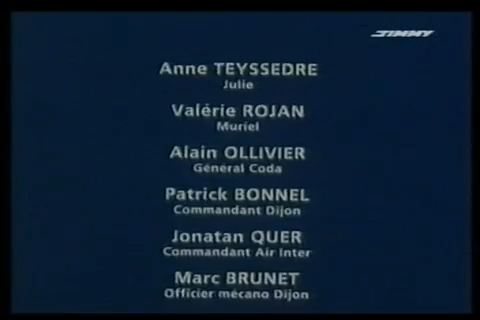 JIMMY
Anne TEYSSEDRE
Julie
Valérie ROJAN
Muriel
Alain OLLIVIER
Général Coda
Patrick BONNEL
Commandant Dijon
Jonatan QUER
Commandant Air Inter
Marc BRUNET
Officier mécano Dijon